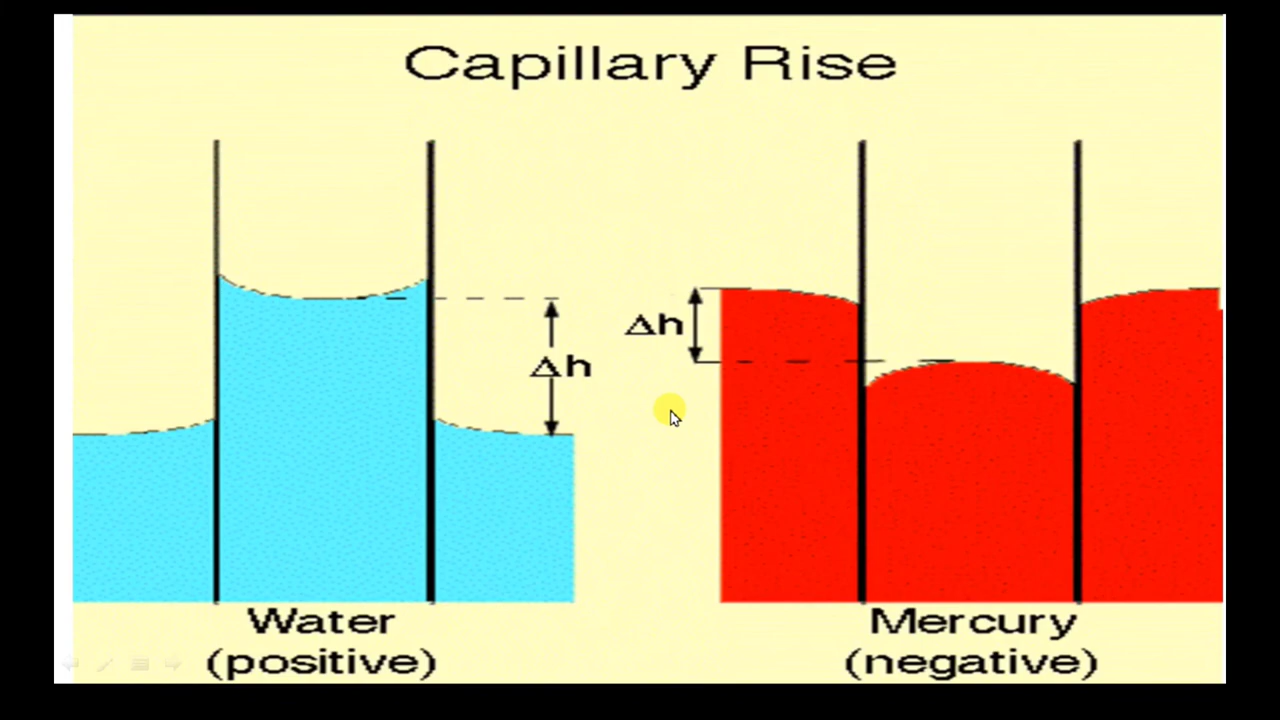 Capillary Rise
Δh
Δh
Water
(positive)
Mercury
(negative)